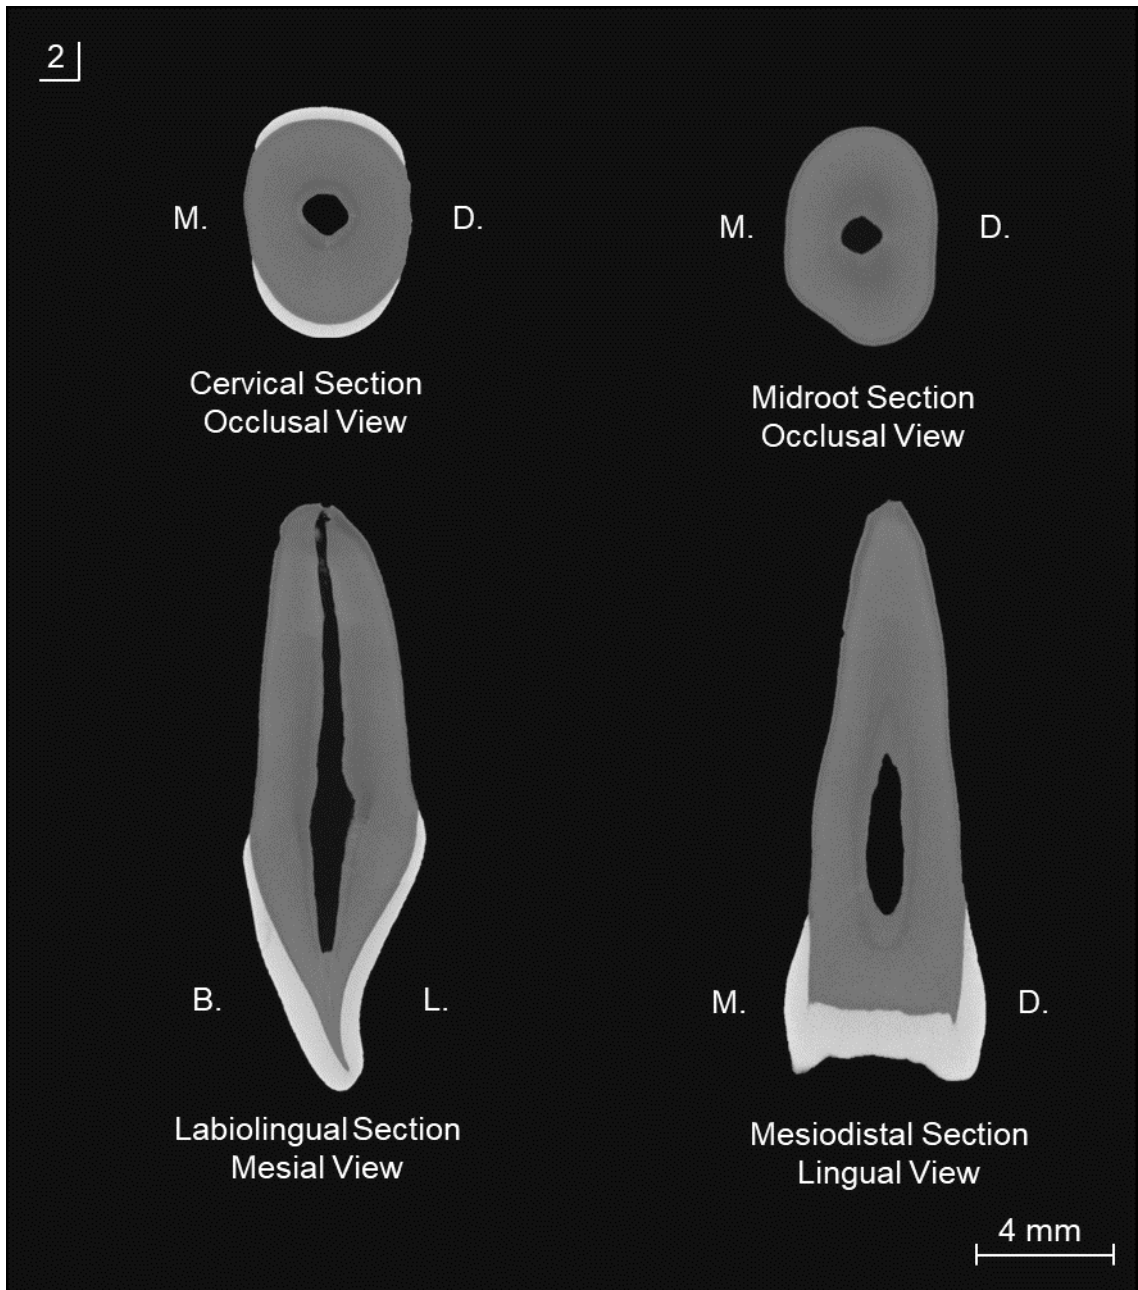 2
M.
D.
Cervical Section
Occlusal View
M.
D.
Midroot Section
Occlusal View
B.
L.
Labiolingual Section
Mesial View
M.
D.
Mesiodistal Section
Lingual View
4 mm